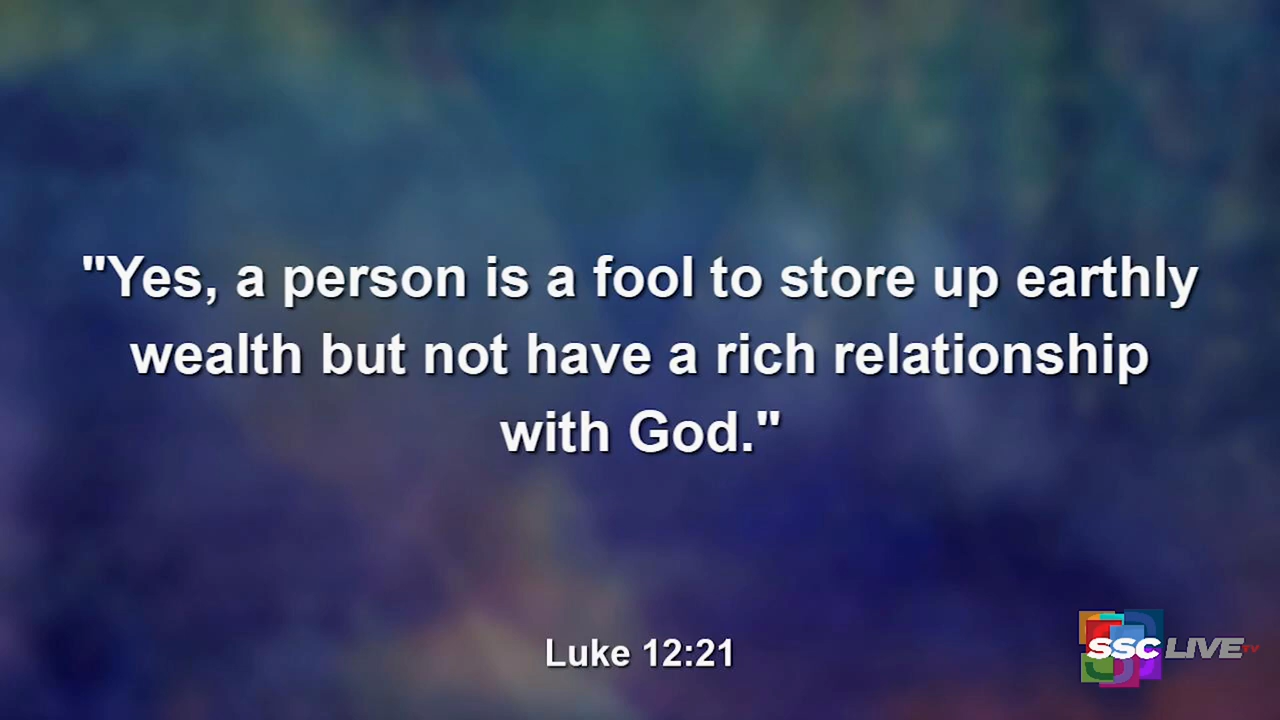 "Yes, a person is a fool to store up earthly
wealth but not have a rich relationship
with God."
Luke 12:21
SSC LIVE TV